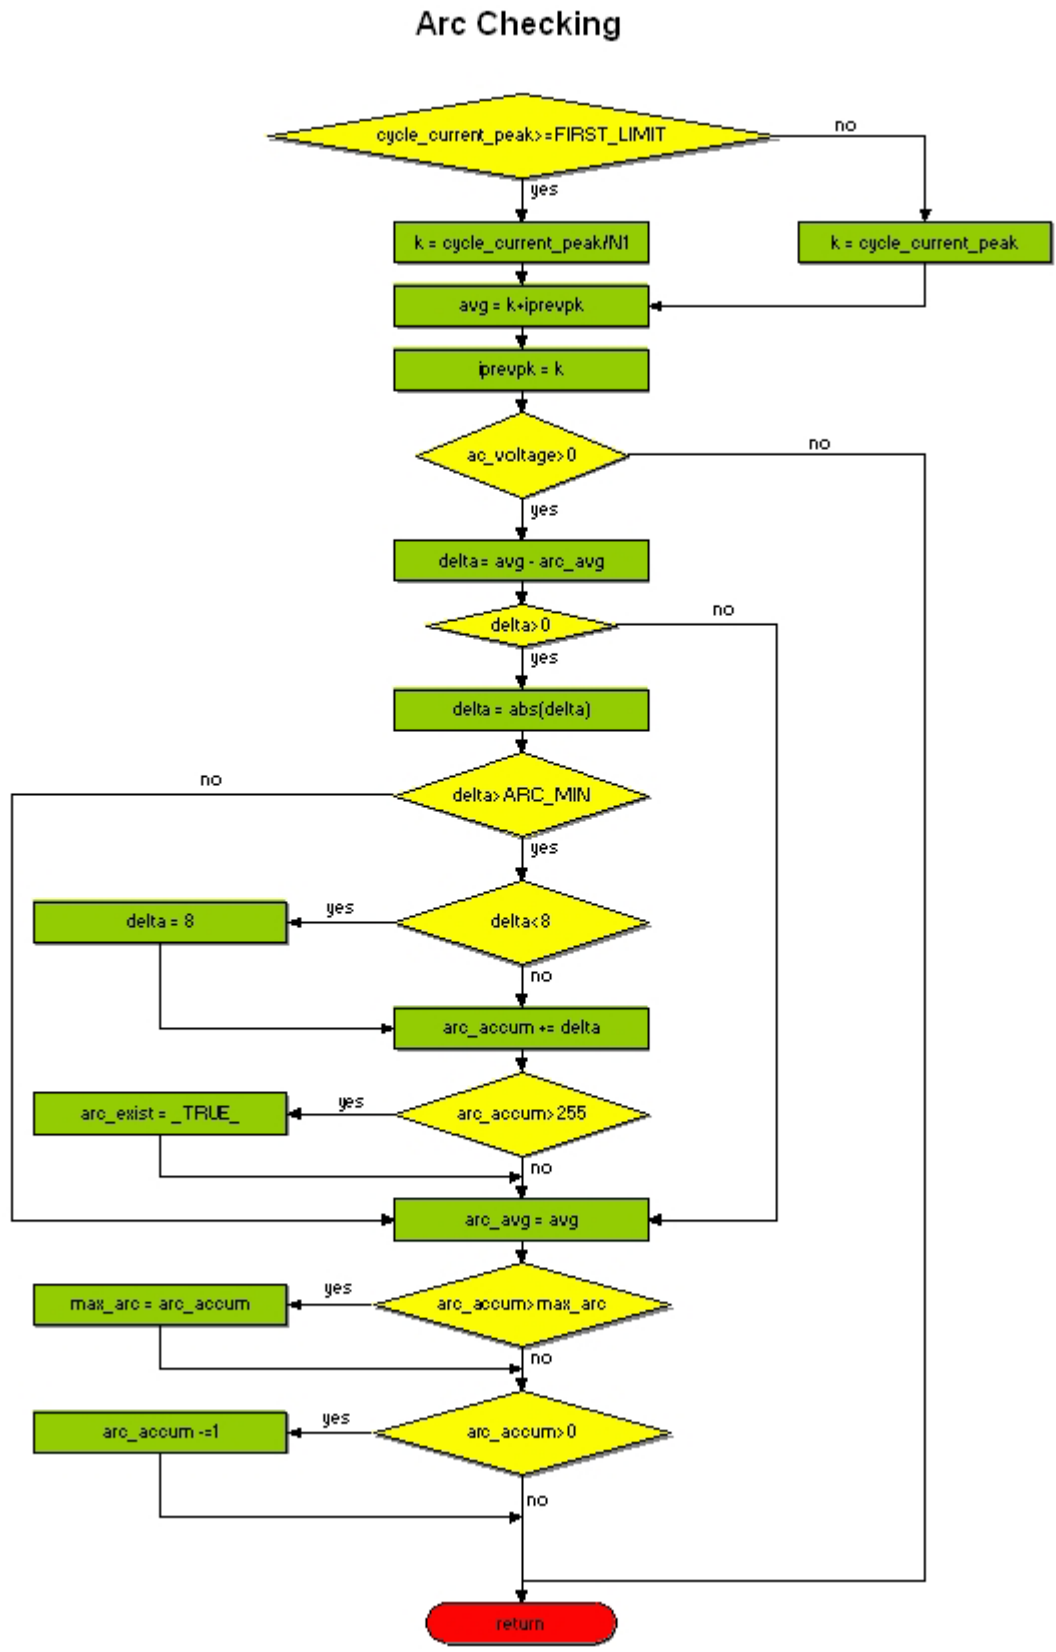 Arc Checking
cycle_current_peak>=FIRST_LIMIT
no
yes
k = cycle_current_peak/N1
k = cycle_current_peak
avg = k+iprevpk
iprevpk = k
ac_voltage>0
no
yes
delta = avg - arc_avg
delta>0
no
yes
delta = abs(delta)
delta>ARC_MIN
no
yes
delta<8
yes
delta = 8
no
arc_accum += delta
arc_accum>255
yes
arc_exist = _TRUE_
no
arc_avg = avg
arc_accum>max_arc
yes
max_arc = arc_accum
no
arc_accum>0
yes
arc_accum -=1
no
return